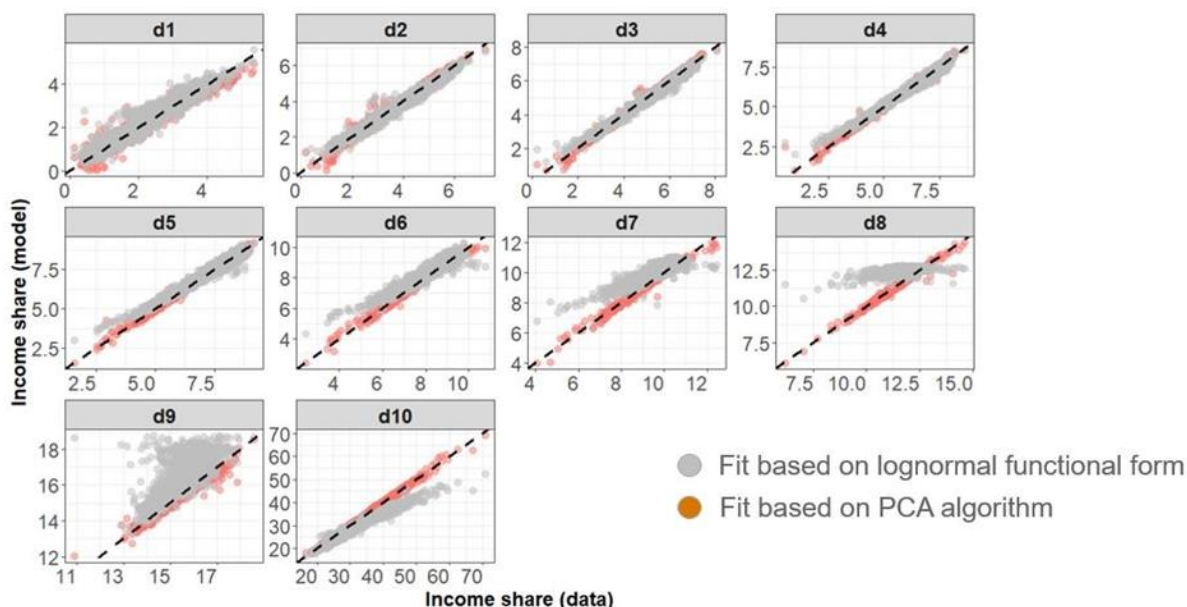 d1 d2 d3 d4
4 2 0
6 4 2 0
8 6 4 2
7.5 5.0 2.5
0 2 4
0 2 4 6
0 2 4 6 8
2.5 5.0 7.5
d5 d6 d7 d8
7.5 5.0 2.5
10 8 6 4
12 10 8 6 4
12.5 10.0 7.5
2.5 5.0 7.5
4 6 8 10
4 6 8 10 12
7.5 10.0 12.5 15.0
d9 d10
18 16 14 12
70 60 50 40 30 20
11 13 15 17
20 30 40 50 60 70
Income share (model)
Income share (data)
Fit based on lognormal functional form
Fit based on PCA algorithm